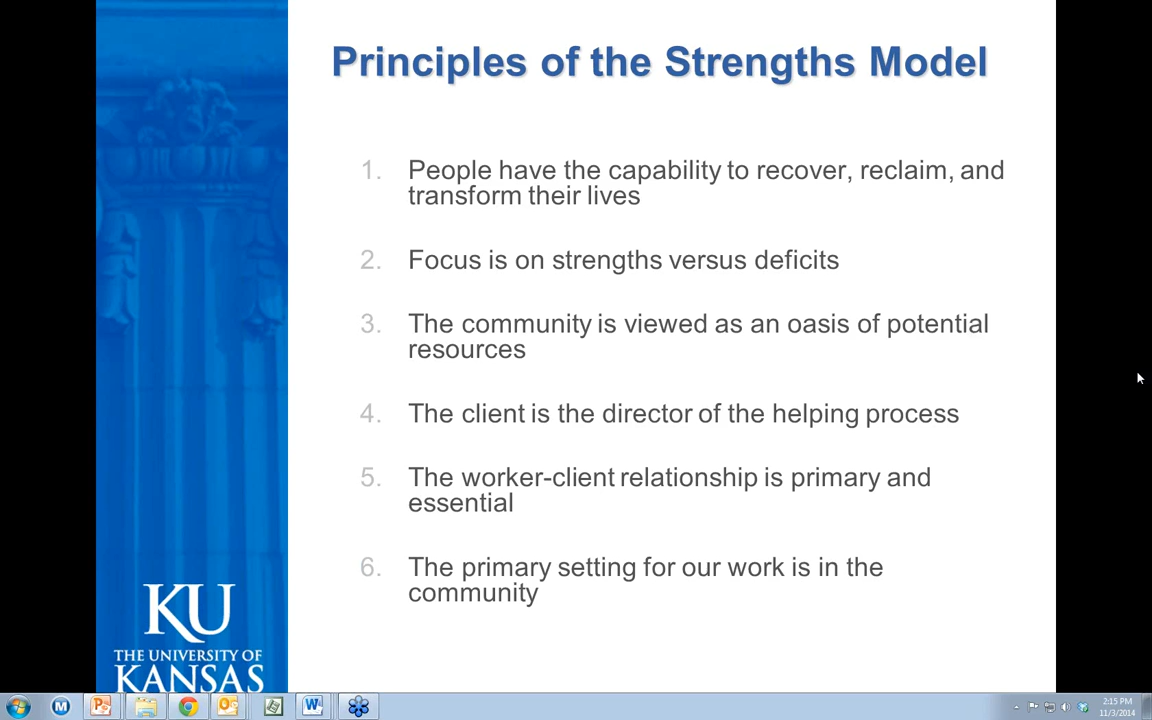 Principles of the Strengths Model
1. People have the capability to recover, reclaim, and
transform their lives
2. Focus is on strengths versus deficits
3. The community is viewed as an oasis of potential
resources
4. The client is the director of the helping process
5. The worker-client relationship is primary and
essential
6. The primary setting for our work is in the
community
KU
THE UNIVERSITY OF
KANSAS
2:15 PM
11/3/2014